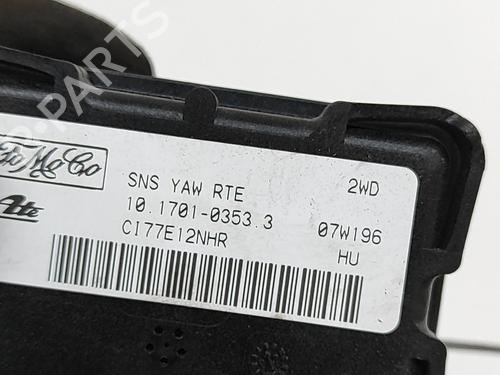 FoMoCo
SNS YAW RTE 2WD
10.1701-0353.3 07W196
CI77E12NHR HU
Ate
PARTS